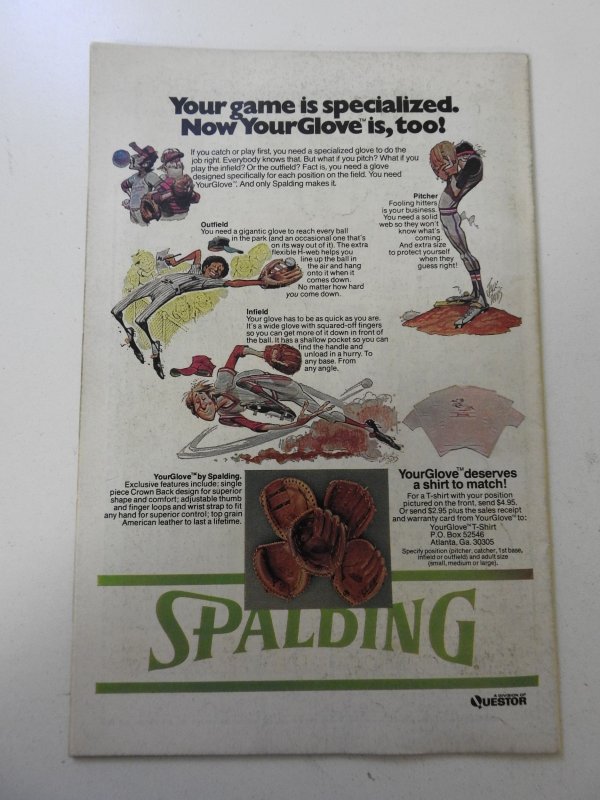 Your game is specialized.
Now YourGlove™ is, too!
If you catch or play first, you need a specialized glove to do the
job right. Everybody knows that. But what if you pitch? What if you
play the infield? Or the outfield? Fact is, you need a glove
designed specifically for each position on the field. You need
YourGlove™. And only Spalding makes it.
Pitcher
Fooling hitters
is your business.
You need a solid
web so they won't
know what's
coming.
And extra size
to protect yourself
when they
guess right!
Outfield
You need a gigantic glove to reach every ball
in the park (and an occasional one that's
on its way out of it). The extra
flexible H-web helps you
line up the ball in
the air and hang
onto it when it
comes down.
No matter how hard
you come down.
Infield
Your glove has to be as quick as you are.
It's a wide glove with squared-off fingers
so you can get more of it down in front of
the ball. It has a shallow pocket so you can
find the handle and
unload in a hurry. To
any base. From
any angle.
YourGlove™ by Spalding.
Exclusive features include: single
piece Crown Back design for superior
shape and comfort; adjustable thumb
and finger loops and wrist strap to fit
any hand for superior control; top grain
American leather to last a lifetime.
YourGlove™ deserves
a shirt to match!
For a T-shirt with your position
pictured on the front, send $4.95.
Or send $2.95 plus the sales receipt
and warranty card from YourGlove™ to:
YourGlove™ T-Shirt
P.O. Box 52546
Atlanta, Ga. 30305
Specify position (pitcher, catcher, 1st base,
infield or outfield) and adult size
(small, medium or large).
SPALDING
A DIVISION OF
QUESTOR